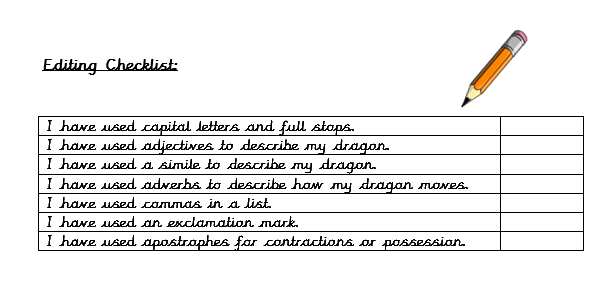 Editing Checklist:
I have used capital letters and full stops.
I have used adjectives to describe my dragon.
I have used a simile to describe my dragon.
I have used adverbs to describe how my dragon moves.
I have used commas in a list.
I have used an exclamation mark.
I have used apostrophes for contractions or possession.